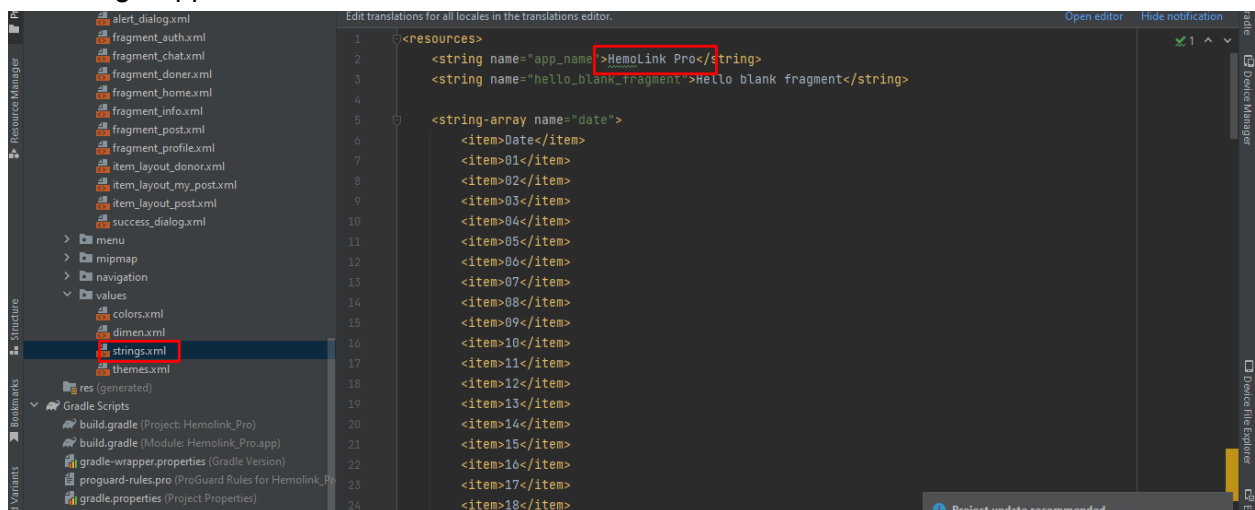 Edit translations for all locales in the translations editor.
Open editor
Hide notification
alert_dialog.xml
fragment_auth.xml
fragment_chat.xml
fragment_doner.xml
fragment_home.xml
fragment_info.xml
fragment_post.xml
fragment_profile.xml
item_layout_donor.xml
item_layout_my_post.xml
item_layout_post.xml
success_dialog.xml
menu
mipmap
navigation
values
colors.xml
dimen.xml
strings.xml
themes.xml
res (generated)
Gradle Scripts
build.gradle (Project: Hemolink_Pro)
build.gradle (Module: Hemolink_Pro.app)
gradle-wrapper.properties (Gradle Version)
proguard-rules.pro (ProGuard Rules for Hemolink_Pr
gradle.properties (Project Properties)
1 <resources>
2 <string name="app_name">HemoLink Pro</string>
3 <string name="hello_blank_fragment">Hello blank fragment</string>
4
5 <string-array name="date">
6 <item>Date</item>
7 <item>01</item>
8 <item>02</item>
9 <item>03</item>
10 <item>04</item>
11 <item>05</item>
12 <item>06</item>
13 <item>07</item>
14 <item>08</item>
15 <item>09</item>
16 <item>10</item>
17 <item>11</item>
18 <item>12</item>
19 <item>13</item>
20 <item>14</item>
21 <item>15</item>
22 <item>16</item>
23 <item>17</item>
24 <item>18</item>
1
Resource Manager
Structure
Bookmarks
Variants
Device Manager
Device File Explorer
Project update recommended